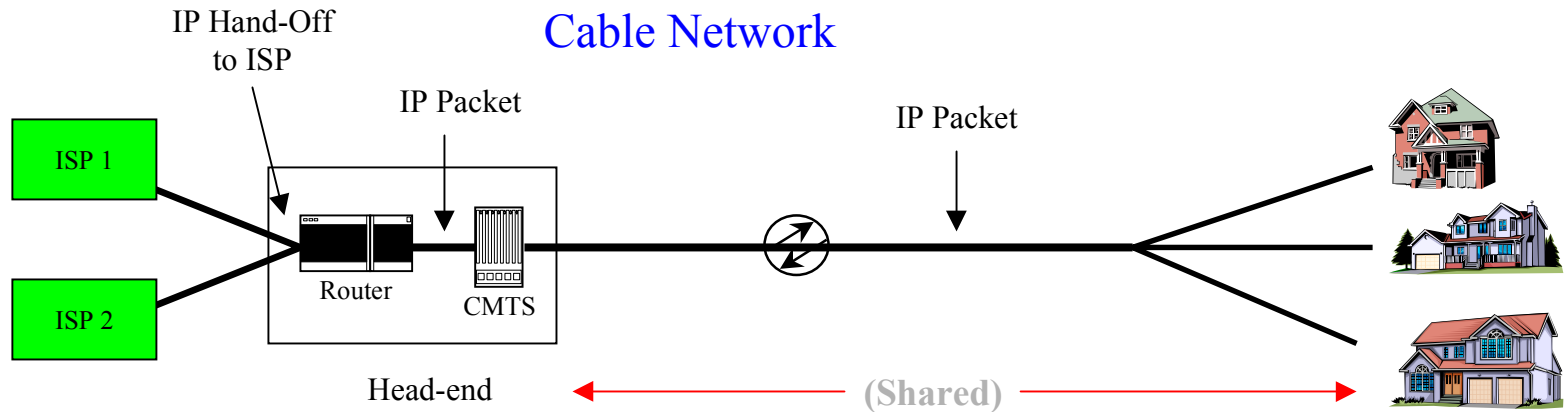 Cable Network
IP Hand-Off
to ISP
IP Packet
IP Packet
ISP 1
ISP 2
Router
CMTS
Head-end
(Shared)